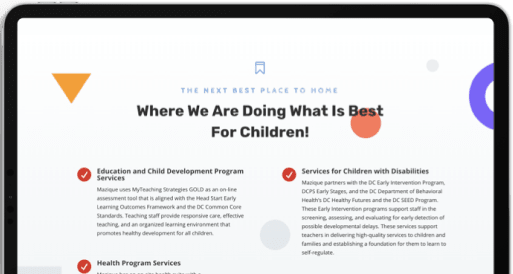 THE NEXT BEST PLACE TO HOME
Where We Are Doing What Is Best
For Children!
Education and Child Development Program
Services
Mazique uses MyTeaching Strategies GOLD as an on-line
assessment tool that is aligned with the Head Start Early
Learning Outcomes Framework and the DC Common Core
Standards. Teaching staff provide responsive care, effective
teaching, and an organized learning environment that
promotes healthy development for all children.
Health Program Services
Services for Children with Disabilities
Mazique partners with the DC Early Intervention Program,
DCPS Early Stages, and the DC Department of Behavioral
Health's DC Healthy Futures and the DC SEED Program.
These Early Intervention programs support staff in the
screening, assessing, and evaluating for early detection of
possible developmental delays. These services support
teachers in delivering high-quality services to children and
families and establishing a foundation for them to learn to
self-regulate.